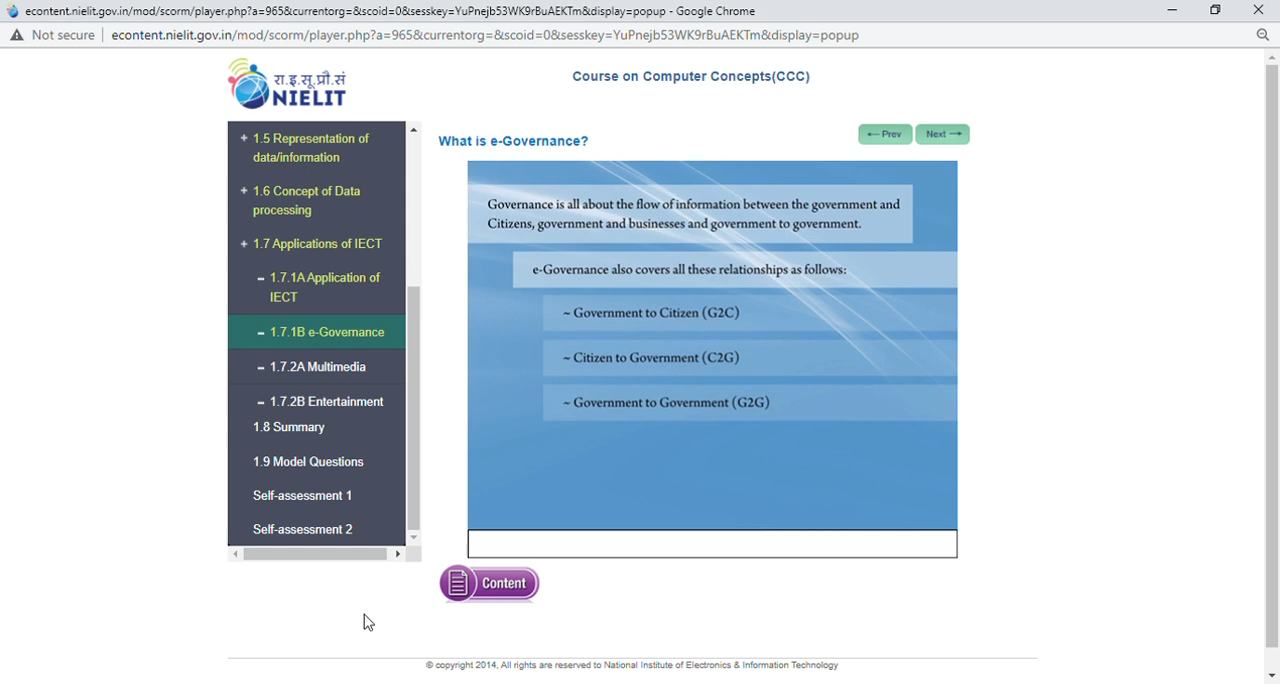 econtent.nielit.gov.in/mod/scorm/player.php?a=965&currentorg=&scoid=0&sesskey=YuPnejb53WK9rBuAEKTm&display=popup - Google Chrome
Not secure | econtent.nielit.gov.in/mod/scorm/player.php?a=965&currentorg=&scoid=0&sesskey=YuPnejb53WK9rBuAEKTm&display=popup
रा.इ.सू.प्रौ.सं
NIELIT
Course on Computer Concepts(CCC)
+ 1.5 Representation of
data/information
+ 1.6 Concept of Data
processing
+ 1.7 Applications of IECT
- 1.7.1A Application of
IECT
- 1.7.1B e-Governance
- 1.7.2A Multimedia
- 1.7.2B Entertainment
1.8 Summary
1.9 Model Questions
Self-assessment 1
Self-assessment 2
What is e-Governance?
← Prev
Next →
Governance is all about the flow of information between the government and
Citizens, government and businesses and government to government.
e-Governance also covers all these relationships as follows:
~ Government to Citizen (G2C)
~ Citizen to Government (C2G)
~ Government to Government (G2G)
Content
© copyright 2014, All rights are reserved to National Institute of Electronics & Information Technology